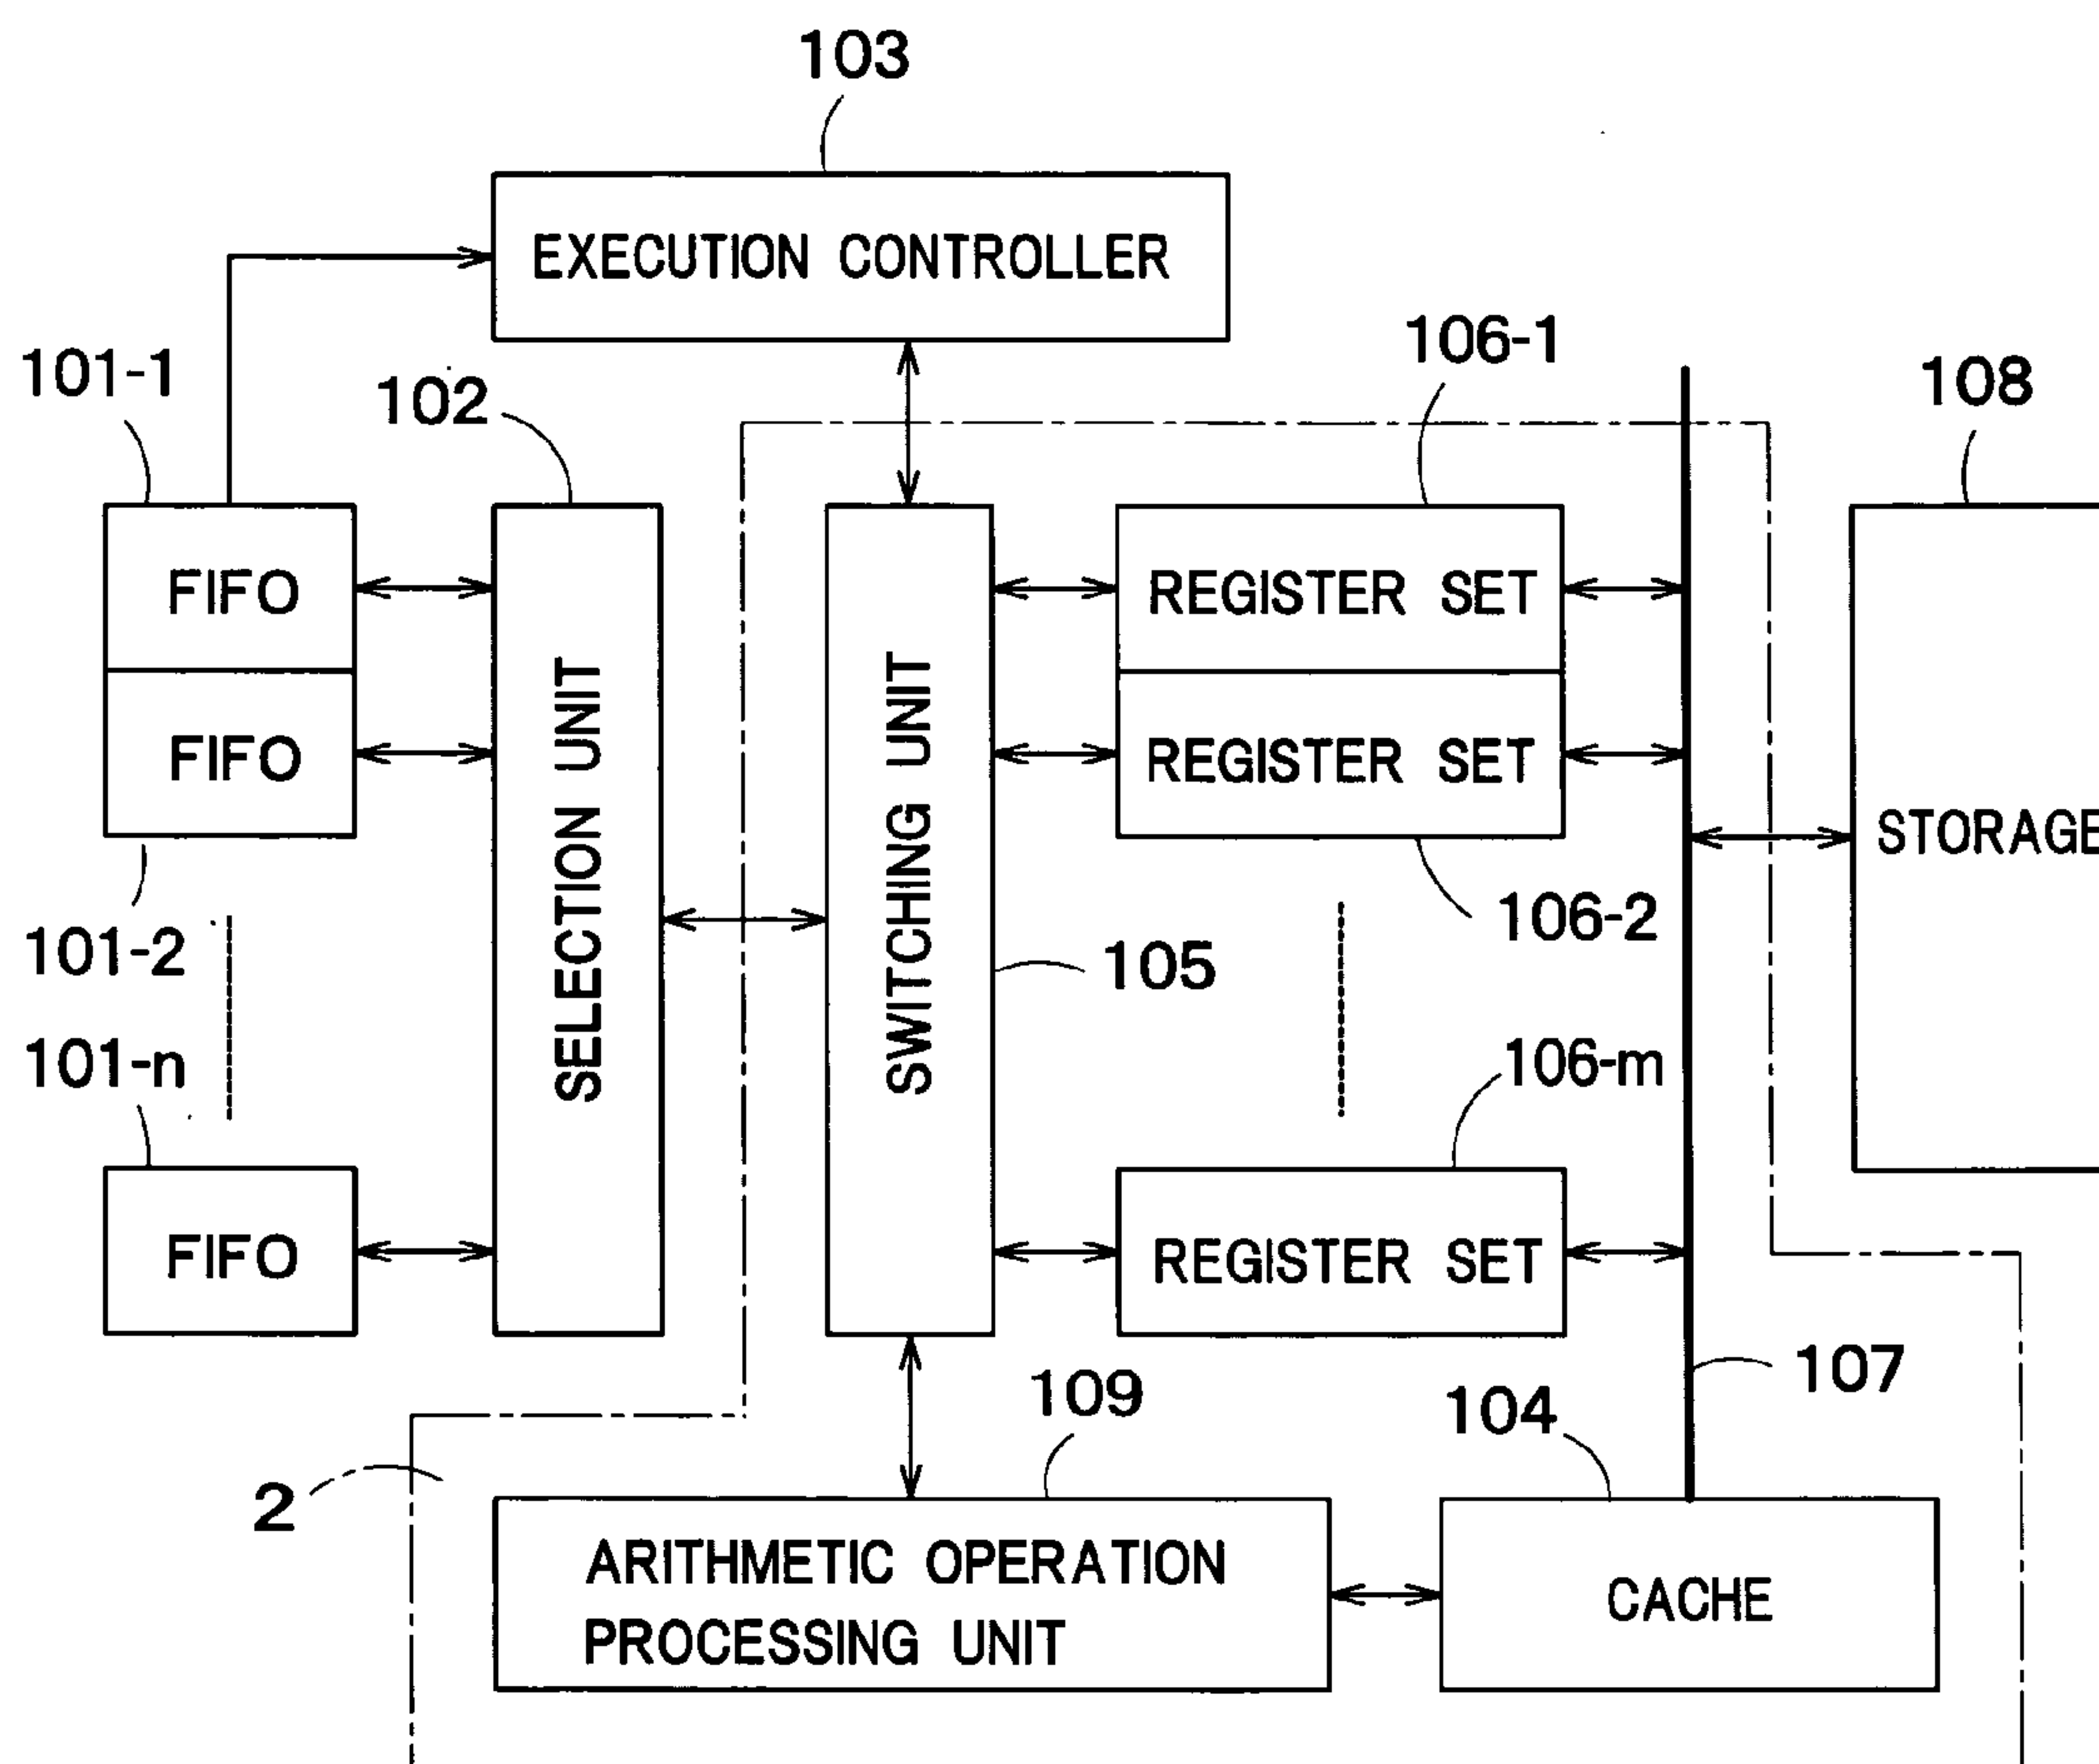 103
EXECUTION CONTROLLER
101-1
102
106-1
108
FIFO
REGISTER SET
FIFO
REGISTER SET
SELECTION UNIT
SWITCHING UNIT
STORAGE
101-2
106-2
105
101-n
106-m
FIFO
REGISTER SET
107
109
104
2
ARITHMETIC OPERATION
PROCESSING UNIT
CACHE